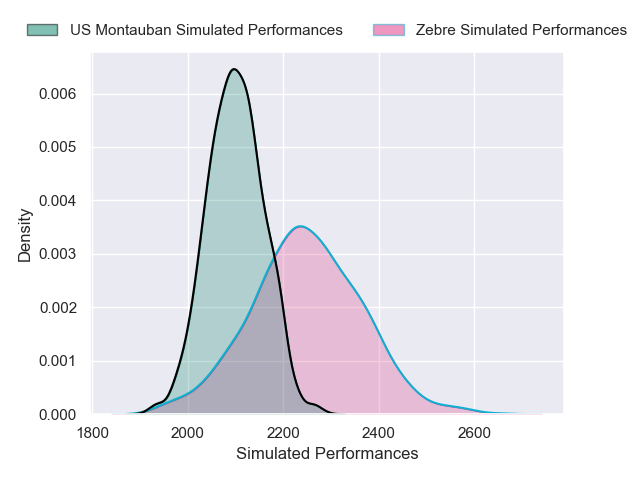 US Montauban Simulated Performances Zebre Simulated Performances
0.006
0.005
0.004
0.003
0.002
0.001
0.000
Density
1800 2000 2200 2400 2600
Simulated Performances